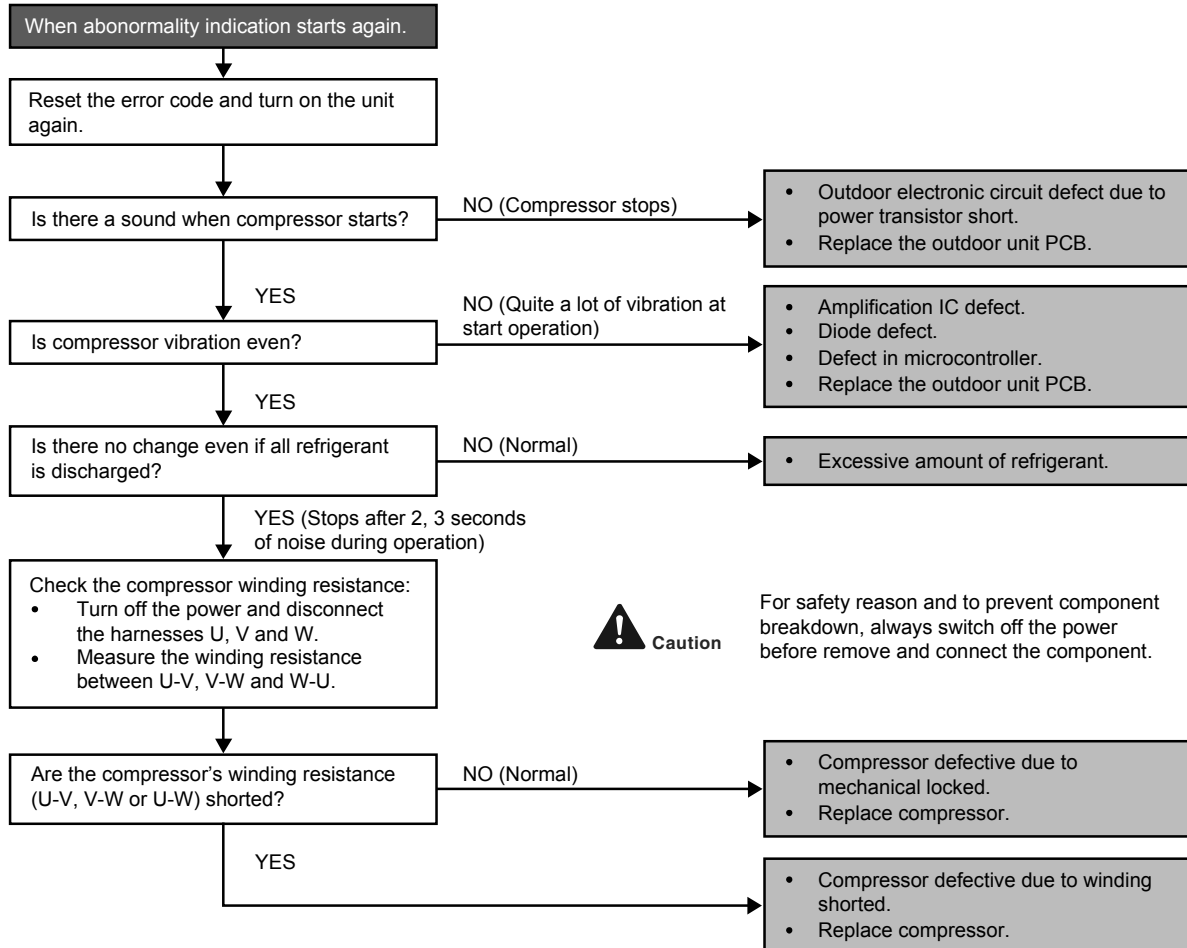 When abonormality indication starts again.
Reset the error code and turn on the unit
again.
Is there a sound when compressor starts?
NO (Compressor stops)
• Outdoor electronic circuit defect due to
power transistor short.
• Replace the outdoor unit PCB.
YES
Is compressor vibration even?
NO (Quite a lot of vibration at
start operation)
• Amplification IC defect.
• Diode defect.
• Defect in microcontroller.
• Replace the outdoor unit PCB.
YES
Is there no change even if all refrigerant
is discharged?
NO (Normal)
• Excessive amount of refrigerant.
YES (Stops after 2, 3 seconds
of noise during operation)
Check the compressor winding resistance:
• Turn off the power and disconnect
the harnesses U, V and W.
• Measure the winding resistance
between U-V, V-W and W-U.
Caution
For safety reason and to prevent component
breakdown, always switch off the power
before remove and connect the component.
Are the compressor's winding resistance
(U-V, V-W or U-W) shorted?
NO (Normal)
• Compressor defective due to
mechanical locked.
• Replace compressor.
YES
• Compressor defective due to winding
shorted.
• Replace compressor.